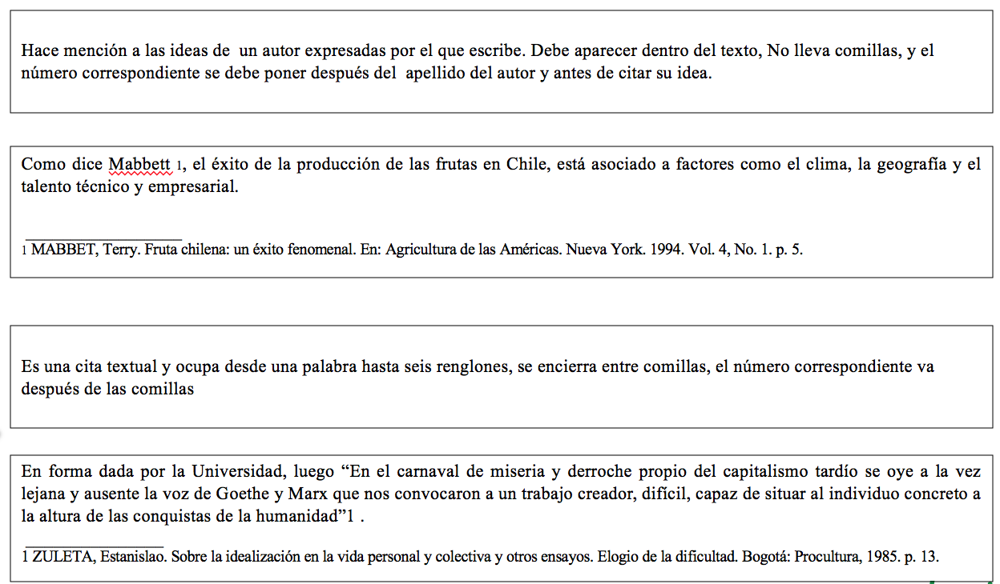 Hace mención a las ideas de  un autor expresadas por el que escribe. Debe aparecer dentro del texto, No lleva comillas, y el
número correspondiente se debe poner después del  apellido del autor y antes de citar su idea.
Como dice Mabbett 1, el éxito de la producción de las frutas en Chile, está asociado a factores como el clima, la geografía y el
talento técnico y empresarial.
1 MABBET, Terry. Fruta chilena: un éxito fenomenal. En: Agricultura de las Américas. Nueva York. 1994. Vol. 4, No. 1. p. 5.
Es una cita textual y ocupa desde una palabra hasta seis renglones, se encierra entre comillas, el número correspondiente va
después de las comillas
En forma dada por la Universidad, luego “En el carnaval de miseria y derroche propio del capitalismo tardío se oye a la vez
lejana y ausente la voz de Goethe y Marx que nos convocaron a un trabajo creador, difícil, capaz de situar al individuo concreto a
la altura de las conquistas de la humanidad”1 .
1 ZULETA, Estanislao. Sobre la idealización en la vida personal y colectiva y otros ensayos. Elogio de la dificultad. Bogotá: Procultura, 1985. p. 13.